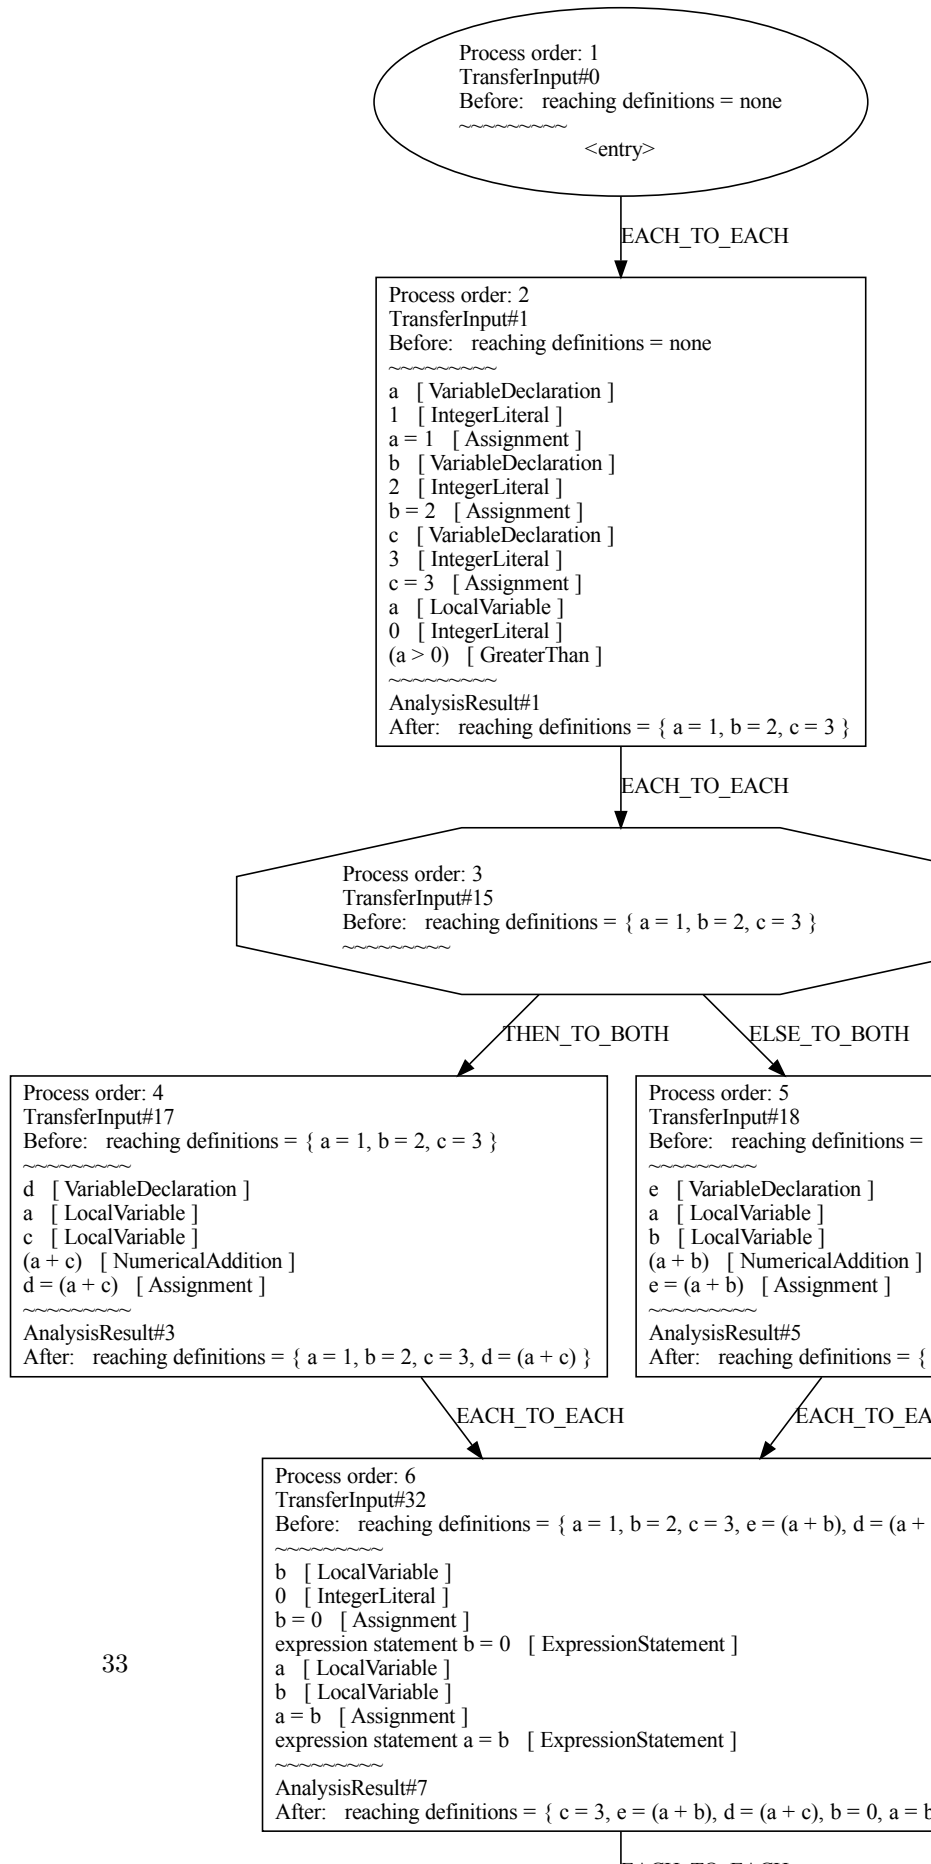 Process order: 1
TransferInput#0
Before:   reaching definitions = none
~~~~~~~~~
<entry>
EACH_TO_EACH
Process order: 2
TransferInput#1
Before:   reaching definitions = none
~~~~~~~~~
a   [ VariableDeclaration ]
1   [ IntegerLiteral ]
a = 1   [ Assignment ]
b   [ VariableDeclaration ]
2   [ IntegerLiteral ]
b = 2   [ Assignment ]
c   [ VariableDeclaration ]
3   [ IntegerLiteral ]
c = 3   [ Assignment ]
a   [ LocalVariable ]
0   [ IntegerLiteral ]
(a > 0)   [ GreaterThan ]
~~~~~~~~~
AnalysisResult#1
After:   reaching definitions = { a = 1, b = 2, c = 3 }
EACH_TO_EACH
Process order: 3
TransferInput#15
Before:   reaching definitions = { a = 1, b = 2, c = 3 }
~~~~~~~~~
THEN_TO_BOTH
ELSE_TO_BOTH
Process order: 4
TransferInput#17
Before:   reaching definitions = { a = 1, b = 2, c = 3 }
~~~~~~~~~
d   [ VariableDeclaration ]
a   [ LocalVariable ]
c   [ LocalVariable ]
(a + c)   [ NumericalAddition ]
d = (a + c)   [ Assignment ]
~~~~~~~~~
AnalysisResult#3
After:   reaching definitions = { a = 1, b = 2, c = 3, d = (a + c) }
Process order: 5
TransferInput#18
Before:   reaching definitions =
~~~~~~~~~
e   [ VariableDeclaration ]
a   [ LocalVariable ]
b   [ LocalVariable ]
(a + b)   [ NumericalAddition ]
e = (a + b)   [ Assignment ]
~~~~~~~~~
AnalysisResult#5
After:   reaching definitions = {
EACH_TO_EACH
EACH_TO_EA
Process order: 6
TransferInput#32
Before:   reaching definitions = { a = 1, b = 2, c = 3, e = (a + b), d = (a +
~~~~~~~~~
b   [ LocalVariable ]
0   [ IntegerLiteral ]
b = 0   [ Assignment ]
expression statement b = 0   [ ExpressionStatement ]
a   [ LocalVariable ]
b   [ LocalVariable ]
a = b   [ Assignment ]
expression statement a = b   [ ExpressionStatement ]
~~~~~~~~~
AnalysisResult#7
After:   reaching definitions = { c = 3, e = (a + b), d = (a + c), b = 0, a = b
33